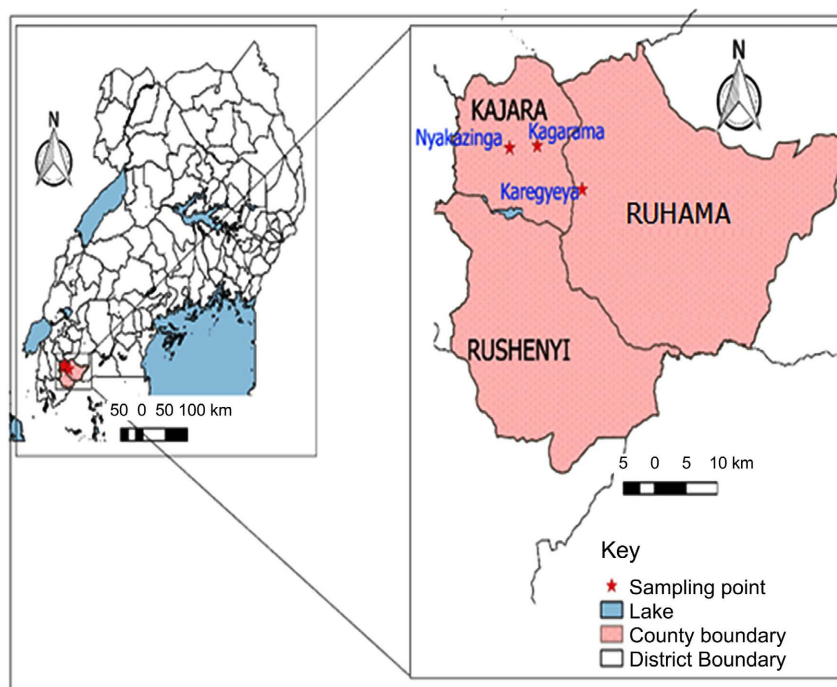 N
50 0 50 100 km
N
KAJARA
Nyakazinga
Kagarama
Karegyeya
RUHAMA
RUSHENYI
5 0 5 10 km
Key
Sampling point
Lake
County boundary
District Boundary